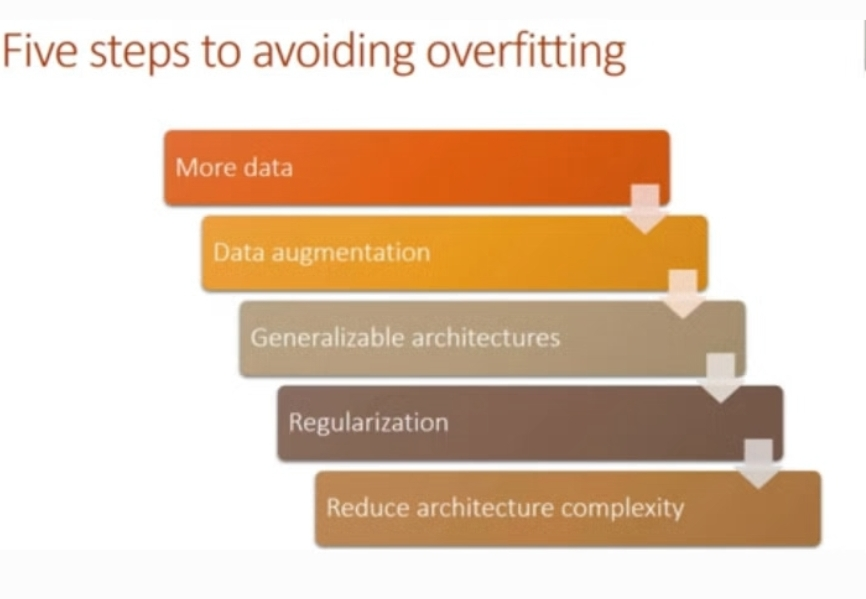 Five steps to avoiding overfitting
More data
Data augmentation
Generalizable architectures
Regularization
Reduce architecture complexity